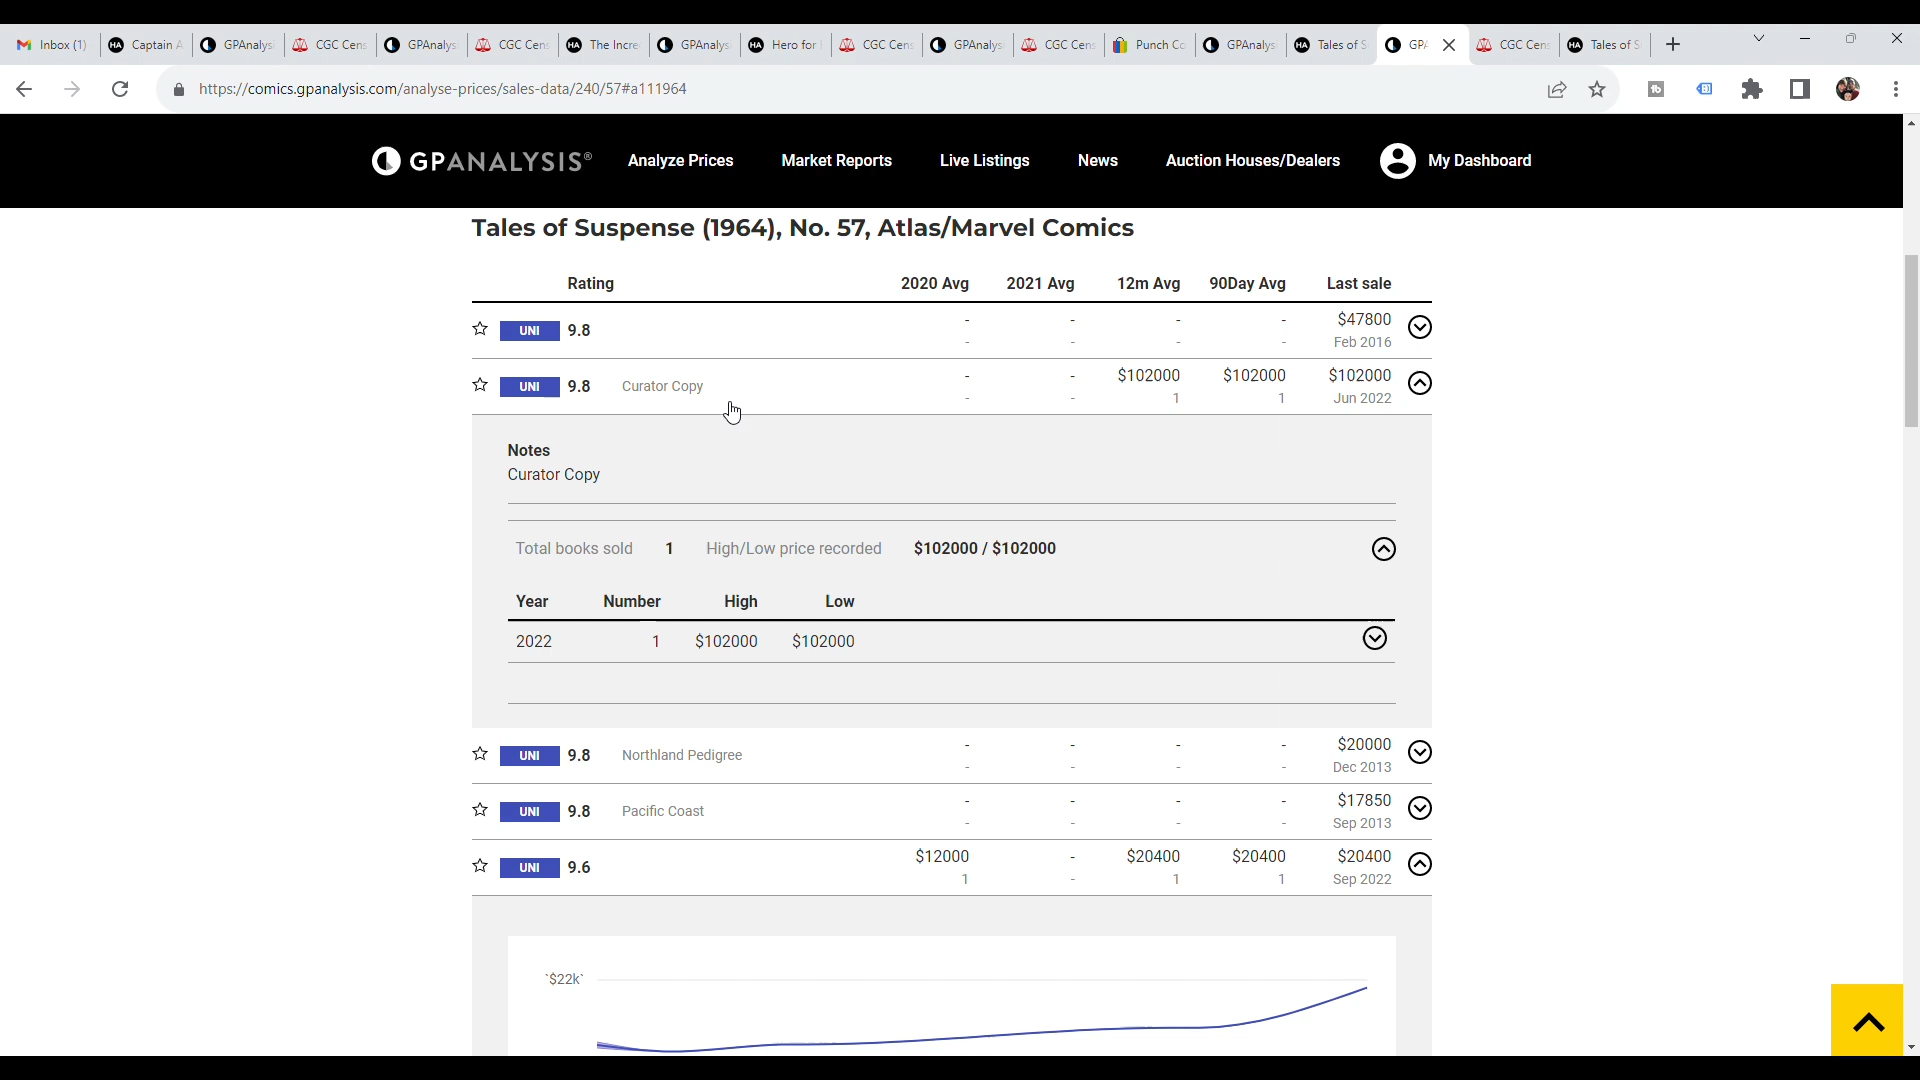 Inbox (1) Captain A GPAnalys CGC Cens GPAnalys CGC Cens The Incre GPAnalys Hero for CGC Cens GPAnalys CGC Cens Punch Co GPAnalys Tales of S GPA CGC Cens Tales of S
https://comics.gpanalysis.com/analyse-prices/sales-data/240/57#a111964
GPANALYSIS® Analyze Prices Market Reports Live Listings News Auction Houses/Dealers My Dashboard
Tales of Suspense (1964), No. 57, Atlas/Marvel Comics
Rating 2020 Avg 2021 Avg 12m Avg 90Day Avg Last sale
UNI 9.8 - - - - $47800
- - - - Feb 2016
UNI 9.8 Curator Copy - - $102000 $102000 $102000
- - 1 1 Jun 2022
Notes
Curator Copy
Total books sold 1 High/Low price recorded $102000 / $102000
Year Number High Low
2022 1 $102000 $102000
UNI 9.8 Northland Pedigree - - - - $20000
- - - - Dec 2013
UNI 9.8 Pacific Coast - - - - $17850
- - - - Sep 2013
UNI 9.6 $12000 - $20400 $20400 $20400
1 - 1 1 Sep 2022
`$22k`